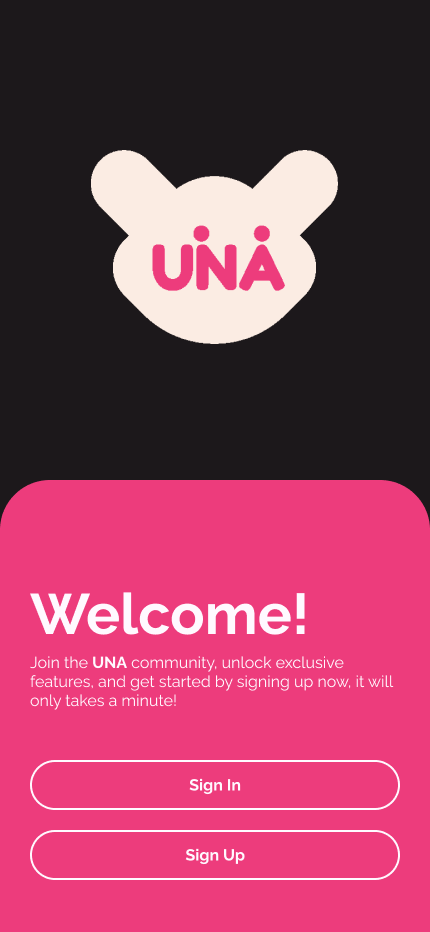 UNA
Welcome!
Join the UNA community, unlock exclusive
features, and get started by signing up now, it will
only takes a minute!
Sign In
Sign Up